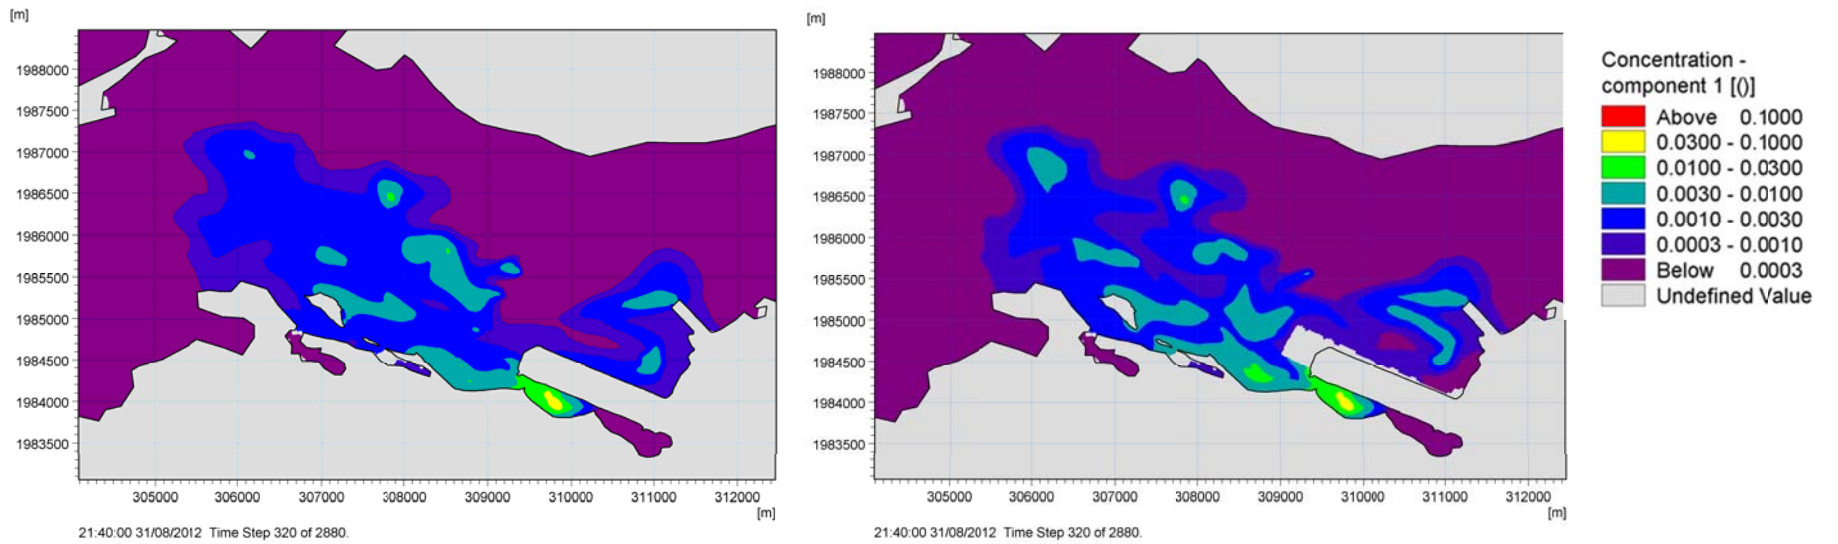 [m]
1988000
1987500
1987000
1986500
1986000
1985500
1985000
1984500
1984000
1983500
305000 306000 307000 308000 309000 310000 311000 312000
[m]
21:40:00 31/08/2012 Time Step 320 of 2880.
[m]
1988000
1987500
1987000
1986500
1986000
1985500
1985000
1984500
1984000
1983500
305000 306000 307000 308000 309000 310000 311000 312000
[m]
21:40:00 31/08/2012 Time Step 320 of 2880.
Concentration -
component 1 [()]
Above 0.1000
0.0300 - 0.1000
0.0100 - 0.0300
0.0030 - 0.0100
0.0010 - 0.0030
0.0003 - 0.0010
Below 0.0003
Undefined Value